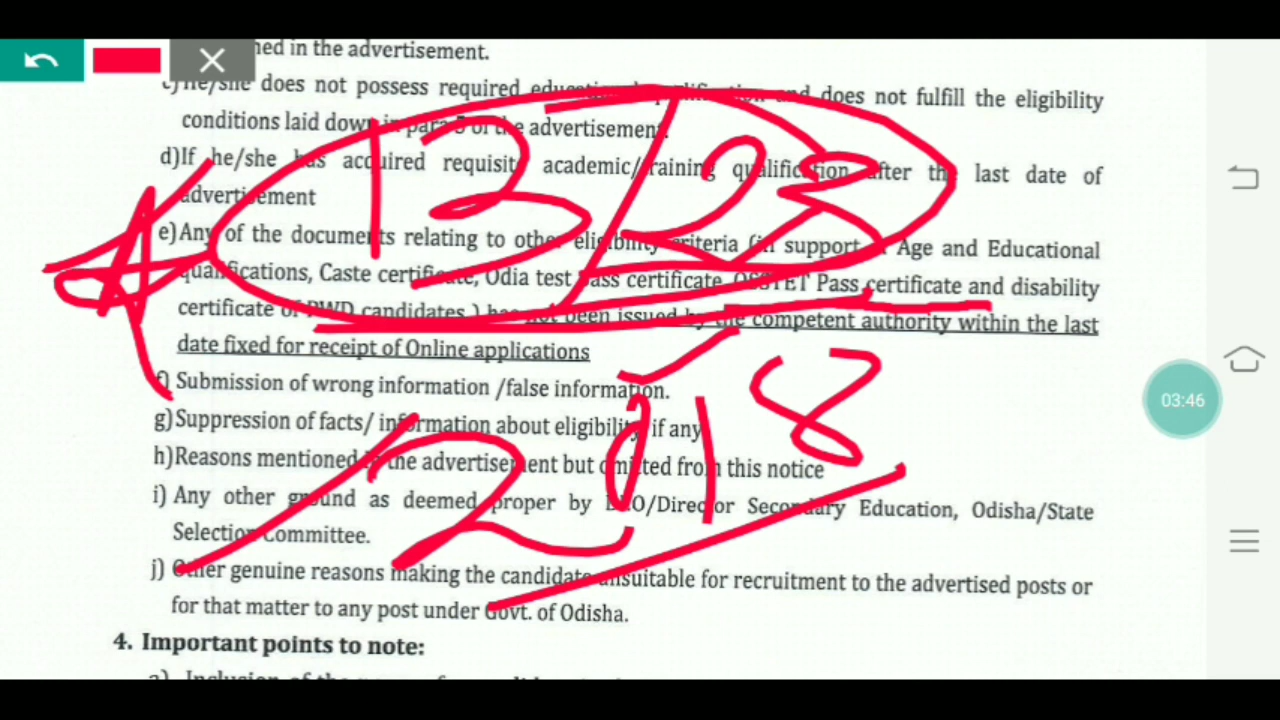 ned in the advertisement.
c) He/she does not possess required educational qualification and does not fulfill the eligibility
conditions laid down in para 5 of the advertisement.
d)If he/she has acquired requisite academic/training qualification after the last date of
advertisement
e)Any of the documents relating to other eligibility criteria (in support of Age and Educational
qualifications, Caste certificate, Odia test pass certificate, OSSTET Pass certificate and disability
certificate of PWD candidates ) has not been issued by the competent authority within the last
date fixed for receipt of Online applications
f) Submission of wrong information /false information.
g)Suppression of facts/ information about eligibility, if any
h)Reasons mentioned in the advertisement but omitted from this notice
i) Any other ground as deemed proper by DEO/Director Secondary Education, Odisha/State
Selection Committee.
j) Other genuine reasons making the candidate unsuitable for recruitment to the advertised posts or
for that matter to any post under Govt. of Odisha.
4. Important points to note:
13/28
2018
03:46